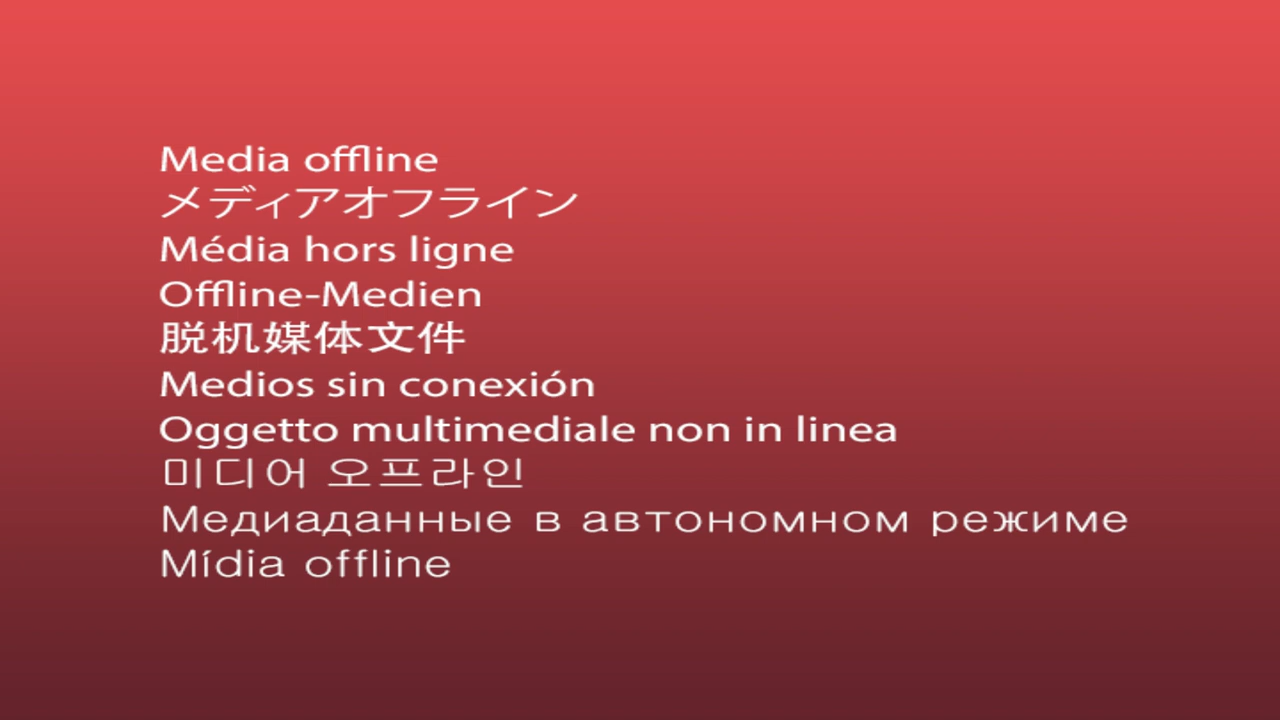 Media offline
メディアオフライン
Média hors ligne
Offline-Medien
脱机媒体文件
Medios sin conexión
Oggetto multimediale non in linea
미디어 오프라인
Медиаданные в автономном режиме
Mídia offline